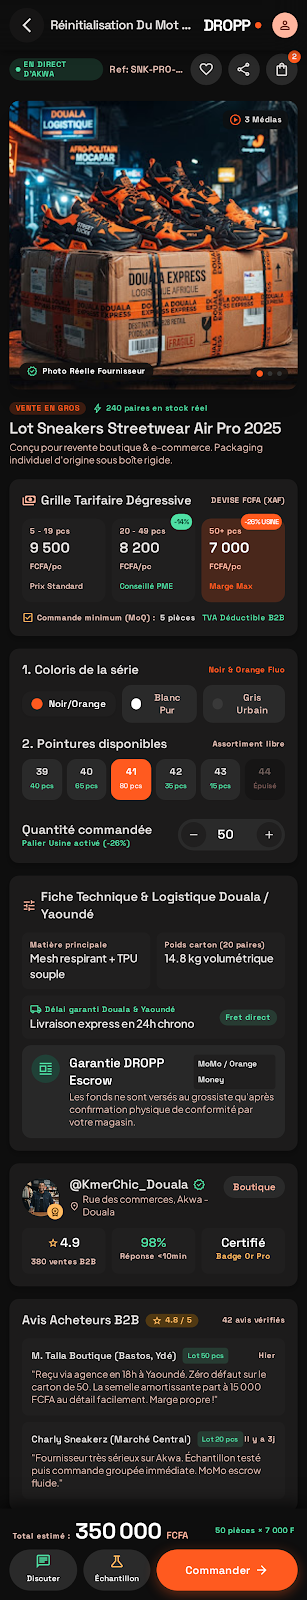 Réinitialisation Du Mot ...
DROPP
EN DIRECT D'AKWA
Ref: SNK-PRO-...
2
DOUALA LOGISTIQUE
AFRO-POLITAIN
MOCAPAR
3 Médias
DOUALA EXPRESS
LOGISTIQUE AFRIQUE
FRAGILE
Photo Réelle Fournisseur
VENTE EN GROS
240 paires en stock réel
Lot Sneakers Streetwear Air Pro 2025
Conçu pour revente boutique & e-commerce. Packaging
individuel d'origine sous boîte rigide.
Grille Tarifaire Dégressive
DEVISE FCFA (XAF)
5 - 19 pcs
9 500
FCFA/pc
Prix Standard
-14%
20 - 49 pcs
8 200
FCFA/pc
Conseillé PME
-26% USINE
50+ pcs
7 000
FCFA/pc
Marge Max
Commande minimum (MoQ) : 5 pièces
TVA Déductible B2B
1. Coloris de la série
Noir & Orange Fluo
Noir/Orange
Blanc
Pur
Gris
Urbain
2. Pointures disponibles
Assortiment libre
39
40 pcs
40
65 pcs
41
80 pcs
42
35 pcs
43
15 pcs
44
Épuisé
Quantité commandée
Palier Usine activé (-26%)
− 50 +
Fiche Technique & Logistique Douala /
Yaoundé
Matière principale
Mesh respirant + TPU
souple
Poids carton (20 paires)
14.8 kg volumétrique
Délai garanti Douala & Yaoundé
Livraison express en 24h chrono
Fret direct
Garantie DROPP
Escrow
MoMo / Orange
Money
Les fonds ne sont versés au grossiste qu'après
confirmation physique de conformité par
votre magasin.
@KmerChic_Douala
Rue des commerces, Akwa -
Douala
Boutique
4.9
380 ventes B2B
98%
Réponse <10min
Certifié
Badge Or Pro
Avis Acheteurs B2B
4.8 / 5
42 avis vérifiés
M. Talla Boutique (Bastos, Ydé)
Lot 50 pcs
Hier
"Reçu via agence en 18h à Yaoundé. Zéro défaut sur le
carton de 50. La semelle amortissante part à 15 000
FCFA au détail facilement. Marge propre !"
Charly Sneakerz (Marché Central)
Lot 20 pcs
Il y a 3j
"Fournisseur très sérieux sur Akwa. Échantillon testé
puis commande groupée immédiate. MoMo escrow
fluide."
Total estimé : 350 000 FCFA
50 pièces × 7 000 F
Discuter
Échantillon
Commander →